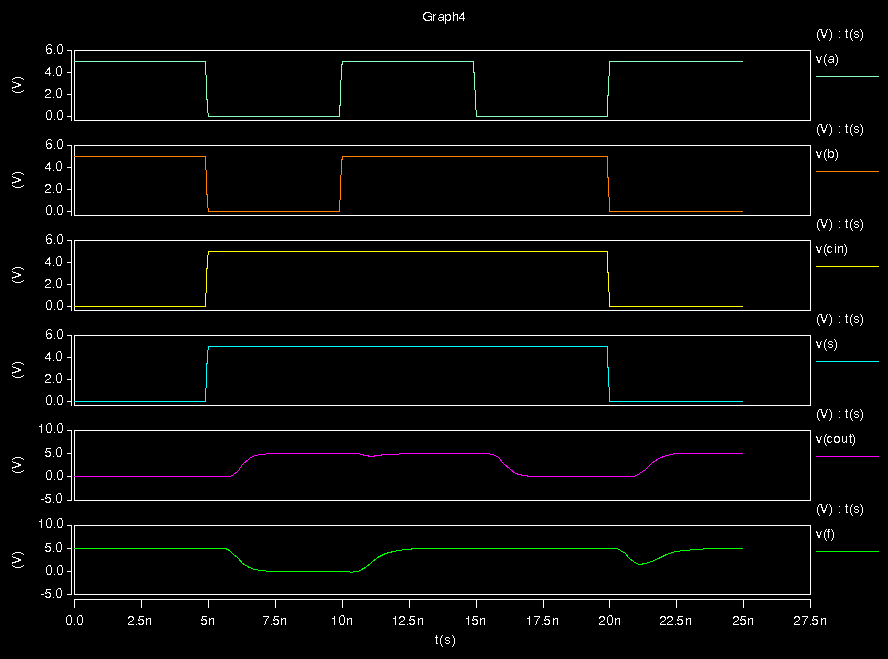 Graph4
(V) : t(s)
6.0
v(a)
4.0
(V)
2.0
0.0
(V) : t(s)
6.0
v(b)
4.0
(V)
2.0
0.0
(V) : t(s)
6.0
v(cin)
4.0
(V)
2.0
0.0
(V) : t(s)
6.0
v(s)
4.0
(V)
2.0
0.0
(V) : t(s)
10.0
v(cout)
5.0
(V)
0.0
-5.0
(V) : t(s)
10.0
v(f)
5.0
(V)
0.0
-5.0
0.0 2.5n 5n 7.5n 10n 12.5n 15n 17.5n 20n 22.5n 25n 27.5n
t(s)